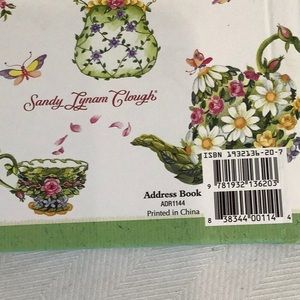 Sandy Lynam Clough®
ISBN 1932136-20-7
9 781932 136203
Address Book
ADR1144
Printed in China
8 38344 00114 4